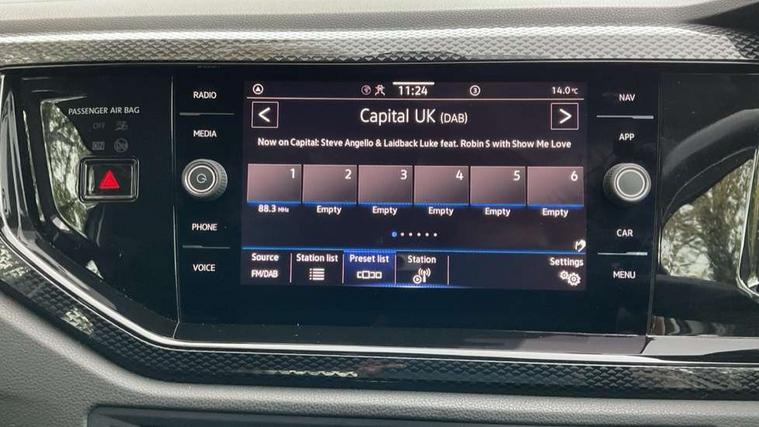 PASSENGER AIR BAG
OFF
ON
RADIO
MEDIA
PHONE
VOICE
11:24
3
14.0°C
Capital UK (DAB)
Now on Capital: Steve Angello & Laidback Luke feat. Robin S with Show Me Love
1 2 3 4 5 6
88.3 MHz Empty Empty Empty Empty Empty
Source Station list Preset list Station Settings
FM/DAB
NAV
APP
CAR
MENU